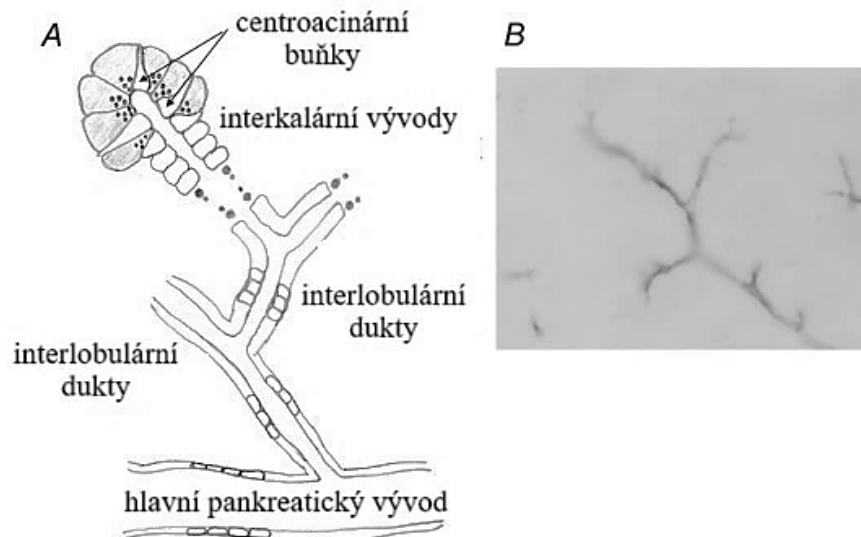 A
centroacinární
buňky
interkalární vývody
interlobulární
dukty
interlobulární
dukty
hlavní pankreatický vývod
B